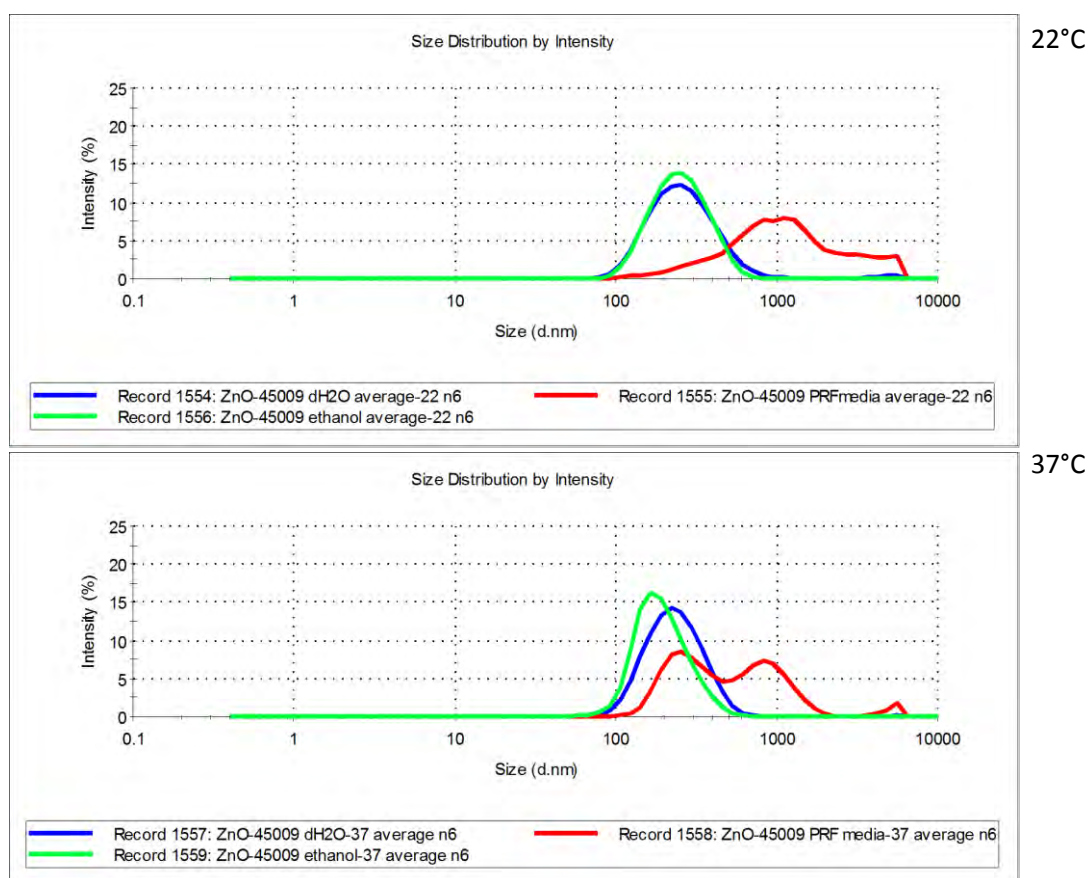 22°C
Size Distribution by Intensity
25
20
15
10
5
0
Intensity (%)
0.1 1 10 100 1000 10000
Size (d.nm)
Record 1554: ZnO-45009 dH2O average-22 n6 Record 1555: ZnO-45009 PRFmedia average-22 n6
Record 1556: ZnO-45009 ethanol average-22 n6
37°C
Size Distribution by Intensity
25
20
15
10
5
0
Intensity (%)
0.1 1 10 100 1000 10000
Size (d.nm)
Record 1557: ZnO-45009 dH2O-37 average n6 Record 1558: ZnO-45009 PRF media-37 average n6
Record 1559: ZnO-45009 ethanol-37 average n6